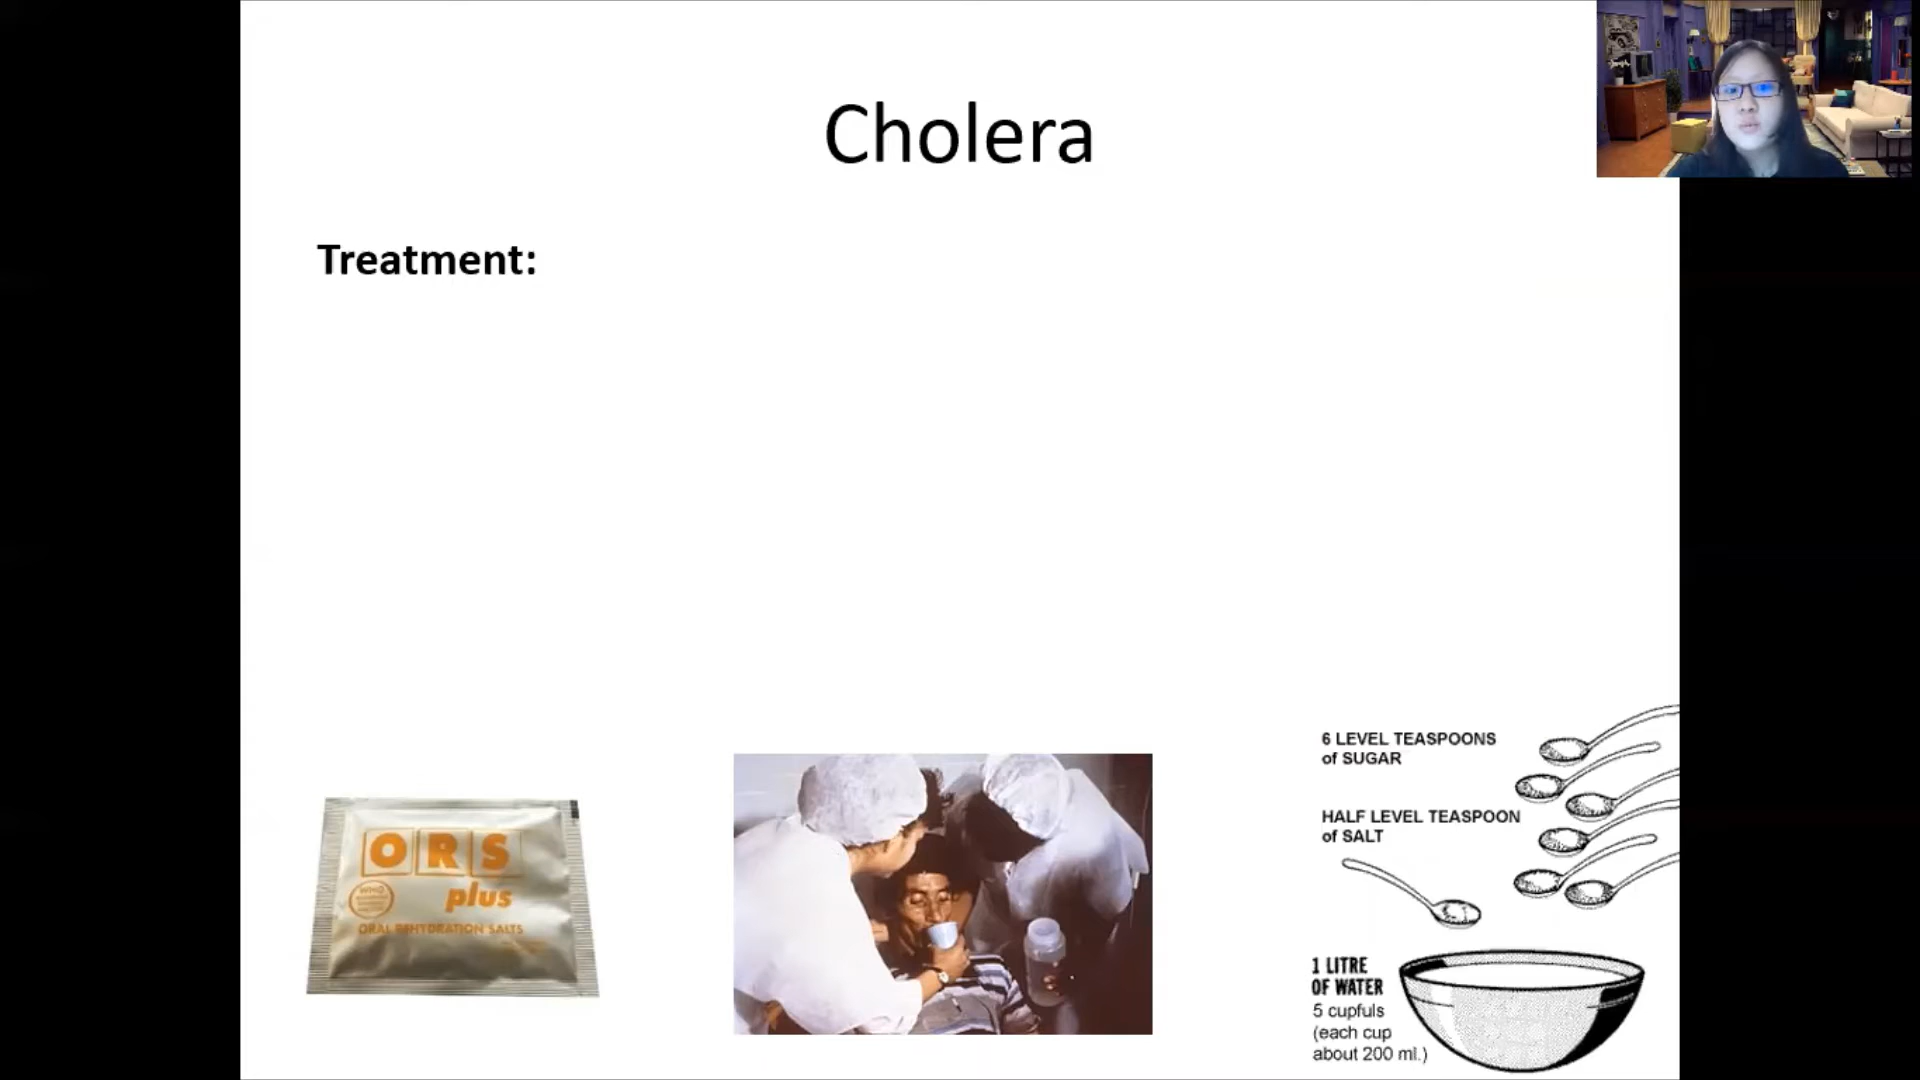 Cholera
Treatment:
6 LEVEL TEASPOONS
of SUGAR
HALF LEVEL TEASPOON
of SALT
ORS
plus
WHO
ORAL REHYDRATION SALTS
1 LITRE
OF WATER
5 cupfuls
(each cup
about 200 ml.)